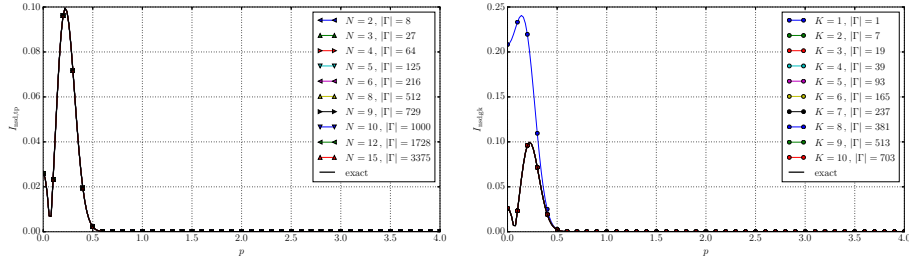 0.10
0.08
0.06
0.04
0.02
0.00
I_nsd,tp
0.0 0.5 1.0 1.5 2.0 2.5 3.0 3.5 4.0
p
N = 2, |Γ| = 8
N = 3, |Γ| = 27
N = 4, |Γ| = 64
N = 5, |Γ| = 125
N = 6, |Γ| = 216
N = 8, |Γ| = 512
N = 9, |Γ| = 729
N = 10, |Γ| = 1000
N = 12, |Γ| = 1728
N = 15, |Γ| = 3375
exact
0.25
0.20
0.15
0.10
0.05
0.00
I_nsd,gk
0.0 0.5 1.0 1.5 2.0 2.5 3.0 3.5 4.0
p
K = 1, |Γ| = 1
K = 2, |Γ| = 7
K = 3, |Γ| = 19
K = 4, |Γ| = 39
K = 5, |Γ| = 93
K = 6, |Γ| = 165
K = 7, |Γ| = 237
K = 8, |Γ| = 381
K = 9, |Γ| = 513
K = 10, |Γ| = 703
exact